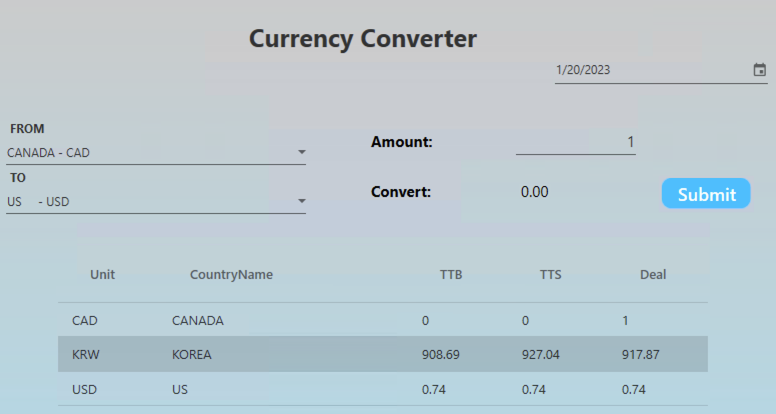 Currency Converter
1/20/2023
FROM
CANADA - CAD
Amount: 1
TO
US - USD
Convert: 0.00
Submit
Unit CountryName TTB TTS Deal
CAD CANADA 0 0 1
KRW KOREA 908.69 927.04 917.87
USD US 0.74 0.74 0.74